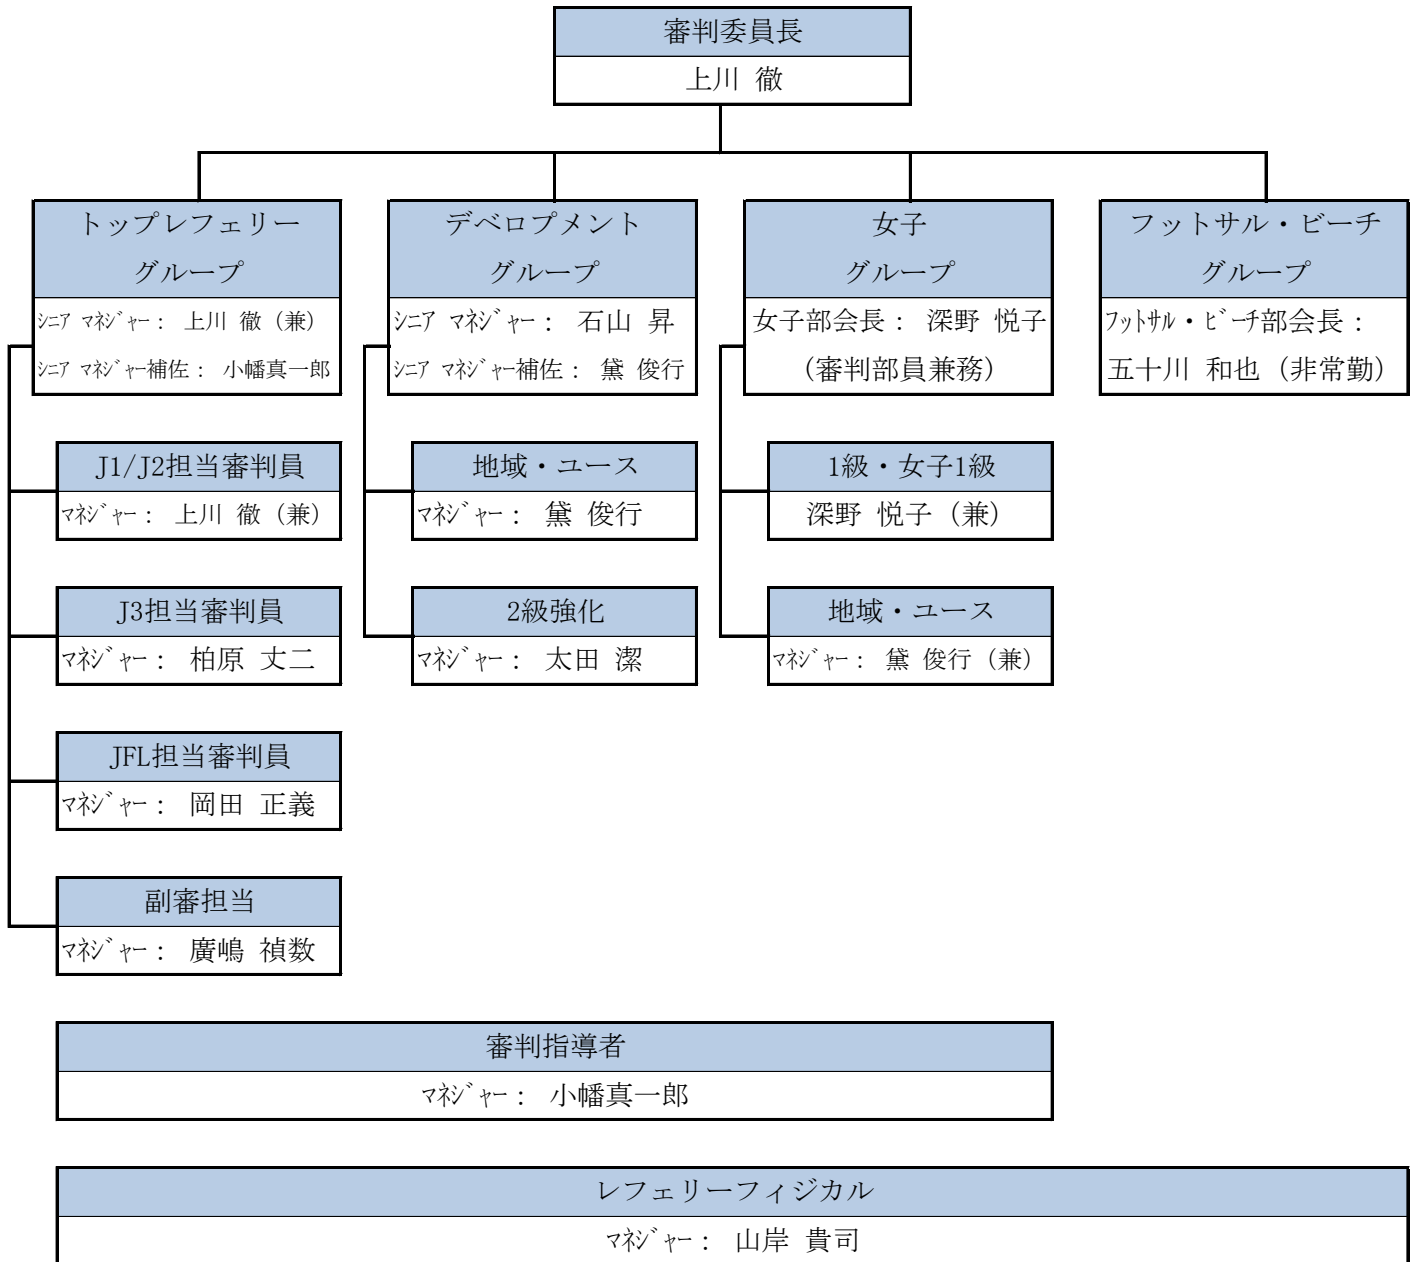 審判委員長
上川 徹
トップレフェリー
グループ
ｼﾆｱ ﾏﾈｼﾞｬｰ： 上川 徹（兼）
ｼﾆｱ ﾏﾈｼﾞｬｰ補佐： 小幡真一郎
J1/J2担当審判員
ﾏﾈｼﾞｬｰ： 上川 徹（兼）
J3担当審判員
ﾏﾈｼﾞｬｰ： 柏原 丈二
JFL担当審判員
ﾏﾈｼﾞｬｰ： 岡田 正義
副審担当
ﾏﾈｼﾞｬｰ： 廣嶋 禎数
デベロプメント
グループ
ｼﾆｱ ﾏﾈｼﾞｬｰ： 石山 昇
ｼﾆｱ ﾏﾈｼﾞｬｰ補佐： 黛 俊行
地域・ユース
ﾏﾈｼﾞｬｰ： 黛 俊行
2級強化
ﾏﾈｼﾞｬｰ： 太田 潔
女子
グループ
女子部会長： 深野 悦子
（審判部員兼務）
1級・女子1級
深野 悦子（兼）
地域・ユース
ﾏﾈｼﾞｬｰ： 黛 俊行（兼）
フットサル・ビーチ
グループ
ﾌｯﾄｻﾙ・ﾋﾞｰﾁ部会長：
五十川 和也（非常勤）
審判指導者
ﾏﾈｼﾞｬｰ： 小幡真一郎
レフェリーフィジカル
ﾏﾈｼﾞｬｰ： 山岸 貴司